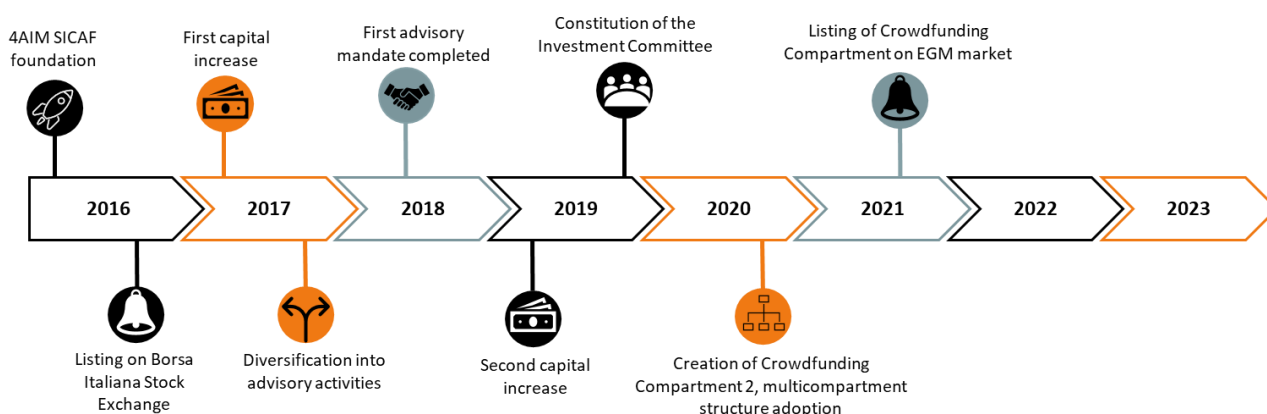 4AIM SICAF
foundation
First capital
increase
First advisory
mandate completed
Constitution of the
Investment Committee
Listing of Crowdfunding
Compartment on EGM market
2016
2017
2018
2019
2020
2021
2022
2023
Listing on Borsa
Italiana Stock
Exchange
Diversification into
advisory activities
Second capital
increase
Creation of Crowdfunding
Compartment 2, multicompartment
structure adoption